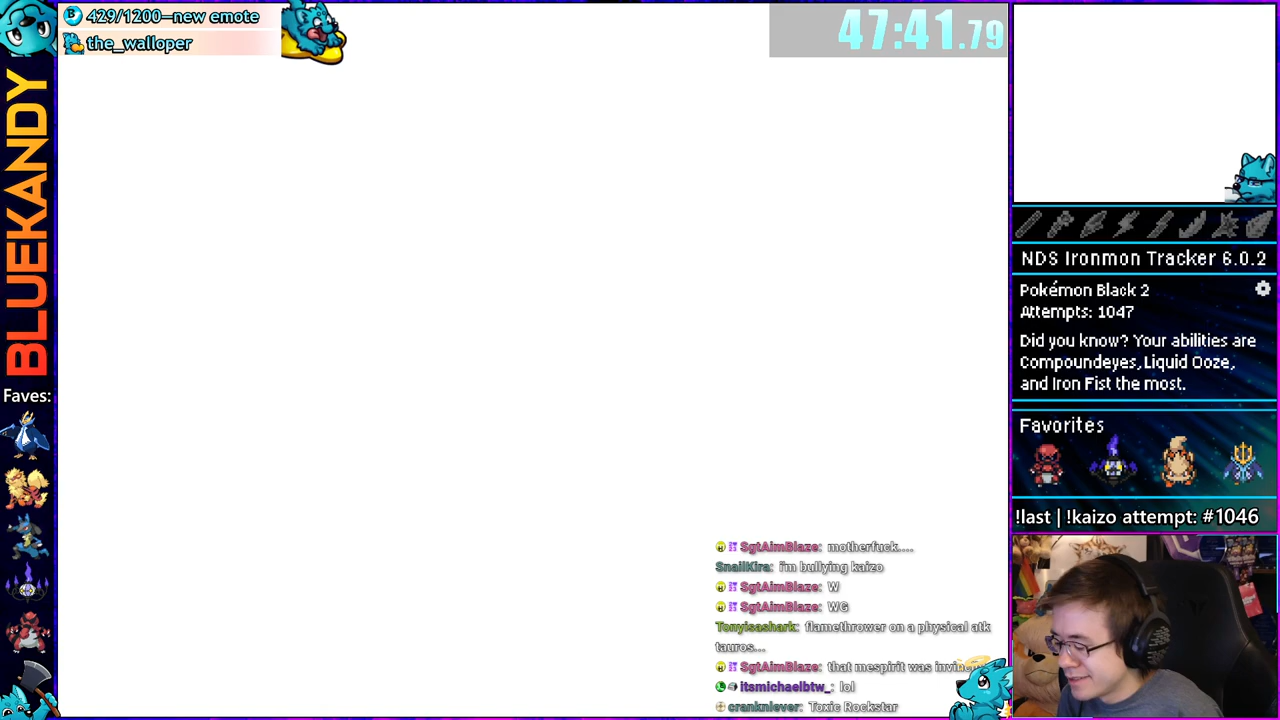 429/1200-new emote
the_walloper
47:41.79
BLUEKANDY
Faves:
NDS Ironmon Tracker 6.0.2
Pokémon Black 2
Attempts: 1047
Did you know? Your abilities are
Compoundeyes, Liquid Ooze,
and Iron Fist the most.
Favorites
!last | !kaizo attempt: #1046
SgtAimBlaze: motherfuck....
SnailKira: i'm bullying kaizo
SgtAimBlaze: W
SgtAimBlaze: WG
Tonyisashark: flamethrower on a physical atk
tauros...
SgtAimBlaze: that mespirit was
itsmichaelbtw_: lol
crankniever: Toxic Rockstar